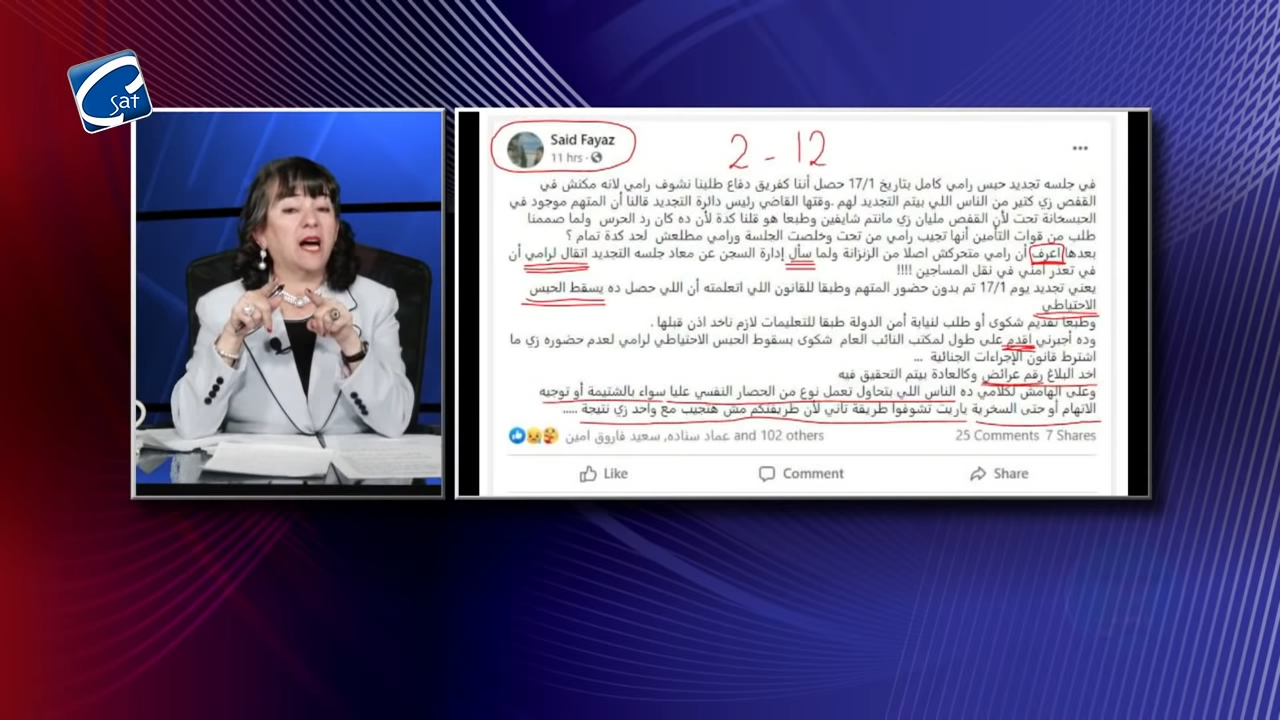 C Sat
Said Fayaz
11 hrs ·
2 - 12
في جلسه تجديد حبس رامي كامل بتاريخ 17/1 حصل أننا كفريق دفاع طلبنا نشوف رامي لانه مكنش في
القفص زي كتير من الناس اللي بيتم التجديد لهم .وقتها القاضي رئيس دائرة التجديد قالنا أن المتهم موجود في
الحبسخانة تحت لأن القفص مليان زي مانتم شايفين وطبعا هو قلنا كدة لأن ده كان رد الحرس ولما صممنا
طلب من قوات التأمين أنها تجيب رامي من تحت وخلصت الجلسة ورامي مطلعش لحد كدة تمام ؟
بعدها اعرف أن رامي متحركش اصلا من الزنزانة ولما سأل إدارة السجن عن معاد جلسه التجديد اتقال لرامي أن
في تعذر امني في نقل المساجين !!!!
يعني تجديد يوم 17/1 تم بدون حضور المتهم وطبقا للقانون اللي اتعلمته أن اللي حصل ده يسقط الحبس
الاحتياطي
وطبعا تقديم شكوى أو طلب لنيابة أمن الدولة طبقا للتعليمات لازم ناخد اذن قبلها .
وده أجبرني اقدم على طول لمكتب النائب العام شكوى بسقوط الحبس الاحتياطي لرامي لعدم حضوره زي ما
اشترط قانون الإجراءات الجنائية ...
اخد البلاغ رقم عرائض وكالعادة بيتم التحقيق فيه
وعلى الهامش لكلامي ده الناس اللي بتحاول تعمل نوع من الحصار النفسي عليا سواء بالشتيمة أو توجيه
الاتهام أو حتى السخرية ياريت تشوفوا طريقة تاني لأن طريقتكم مش هتجيب مع واحد زي نتيجة .....
عماد سناده, سعيد فاروق امين and 102 others
25 Comments 7 Shares
Like Comment Share